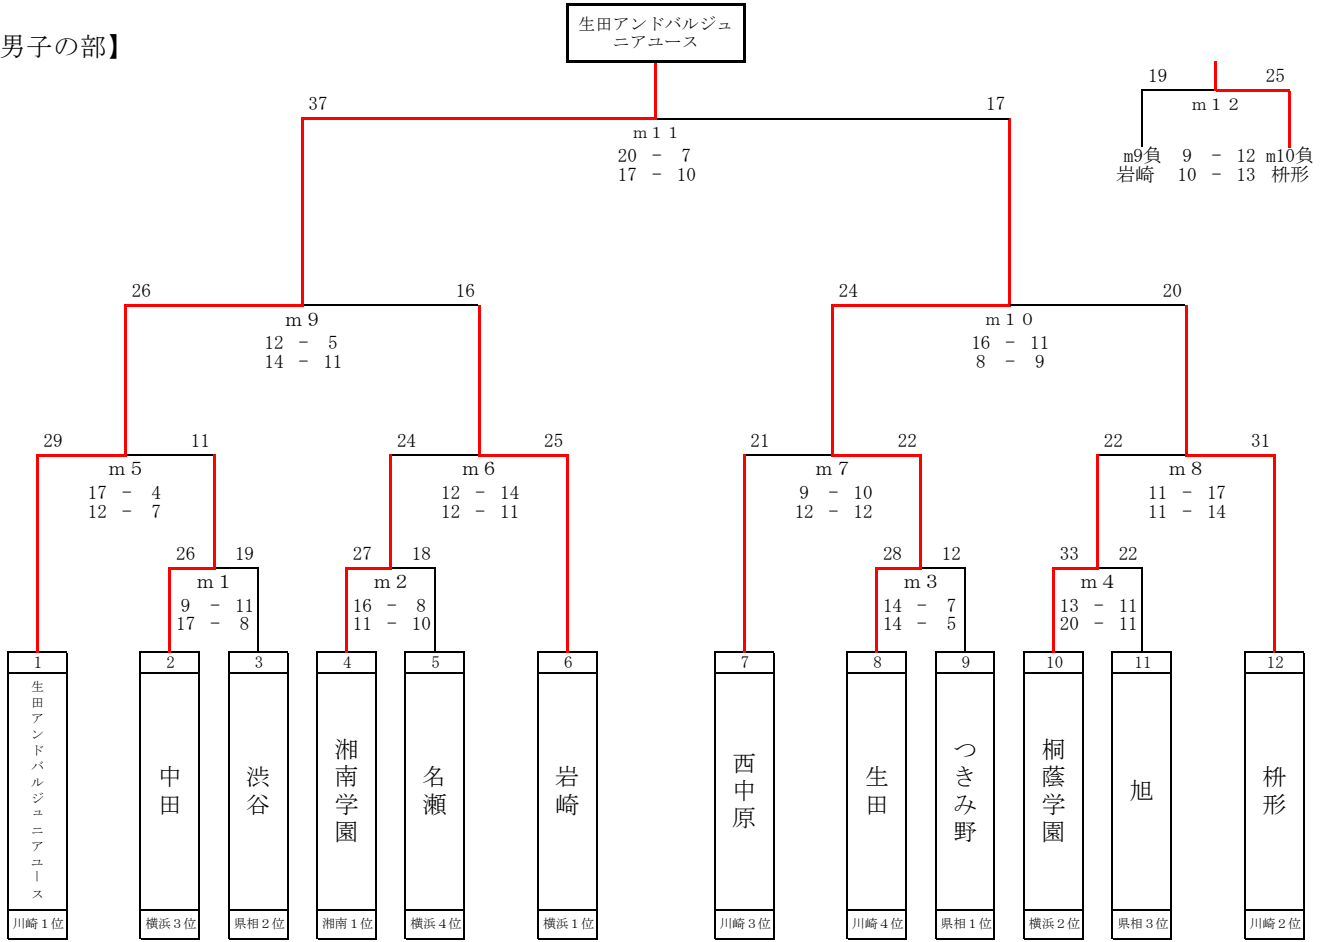 生田アンドバルジュ
ニアユース
男子の部】
37 17
m11
20 - 7
17 - 10
19 25
m12
m9負 9 - 12 m10負
岩崎 10 - 13 枡形
26 16
m9
12 - 5
14 - 11
24 20
m10
16 - 11
8 - 9
29 11
m5
17 - 4
12 - 7
24 25
m6
12 - 14
12 - 11
21 22
m7
9 - 10
12 - 12
22 31
m8
11 - 17
11 - 14
26 19
m1
9 - 11
17 - 8
27 18
m2
16 - 8
11 - 10
28 12
m3
14 - 7
14 - 5
33 22
m4
13 - 11
20 - 11
1
生田アンドバルジュニアユース
川崎1位
2
中田
横浜3位
3
渋谷
県相2位
4
湘南学園
湘南1位
5
名瀬
横浜4位
6
岩崎
横浜1位
7
西中原
川崎3位
8
生田
川崎4位
9
つきみ野
県相1位
10
桐蔭学園
横浜2位
11
旭
県相3位
12
枡形
川崎2位